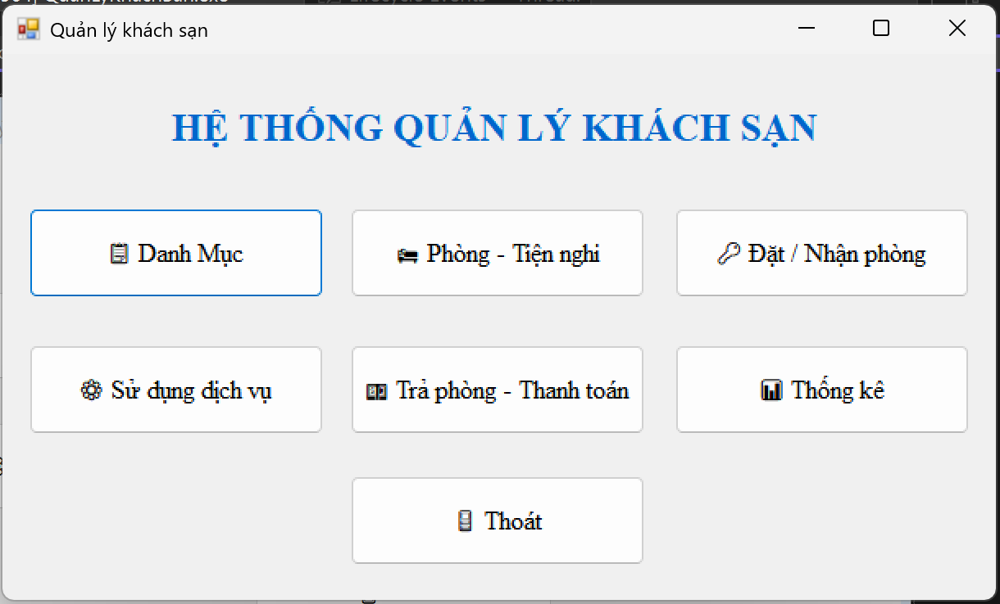 Quản lý khách sạn
HỆ THỐNG QUẢN LÝ KHÁCH SẠN
Danh Mục
Phòng - Tiện nghi
Đặt / Nhận phòng
Sử dụng dịch vụ
Trả phòng - Thanh toán
Thống kê
Thoát